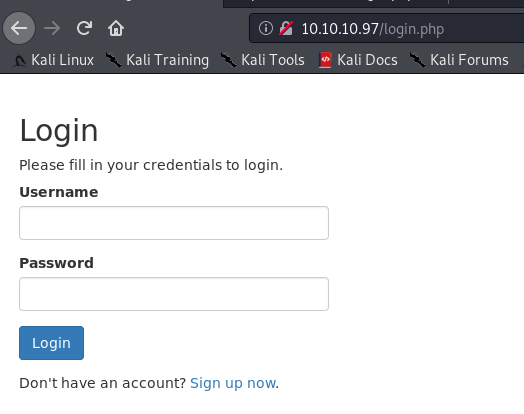 10.10.10.97/login.php
Kali Linux Kali Training Kali Tools Kali Docs Kali Forums
Login
Please fill in your credentials to login.
Username
Password
Login
Don't have an account? Sign up now.